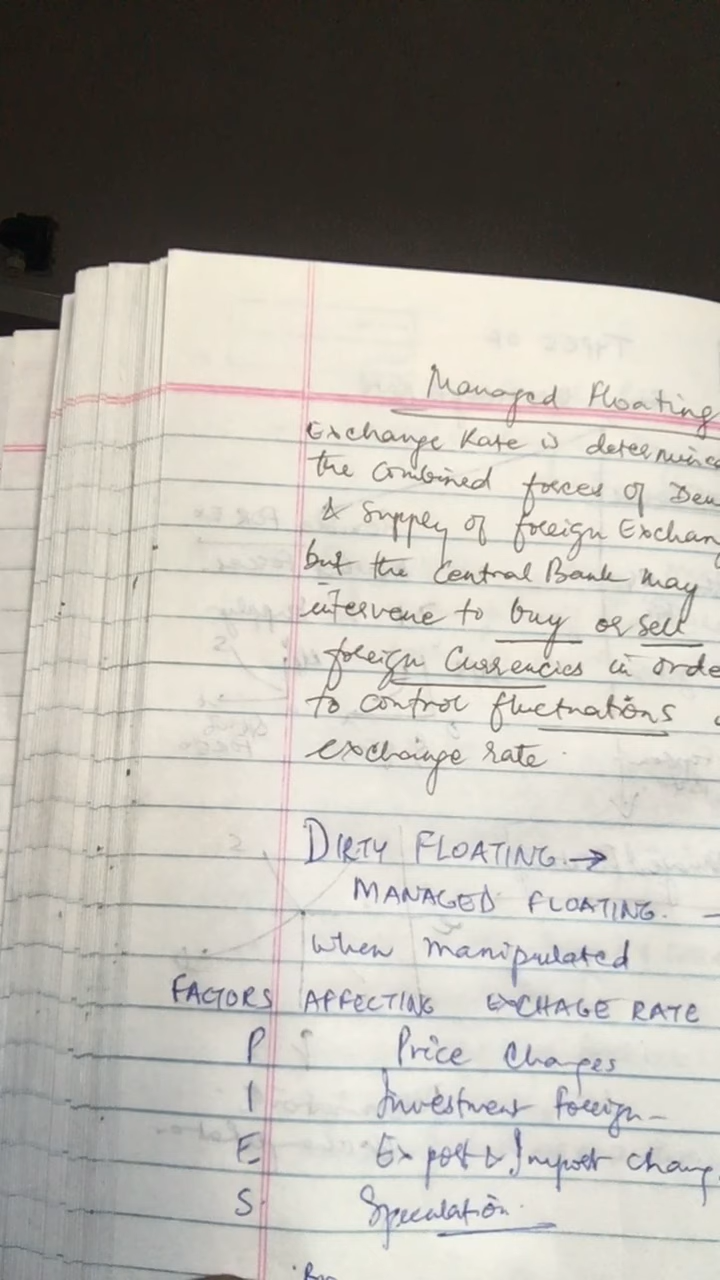 Managed Floating
Exchange Rate is determine
the Combined forces of Dem
& Supply of foreign Exchan
but the Central Bank may
intervene to buy or Sell
foreign Currencies in orde
to control fluctuations
exchange rate.
DIRTY FLOATING →
MANAGED FLOATING. –
when manipulated
FACTORS AFFECTING EXCHAGE RATE
P Price Changes
I Investment foreign –
E Export & Import chang
S Speculation.